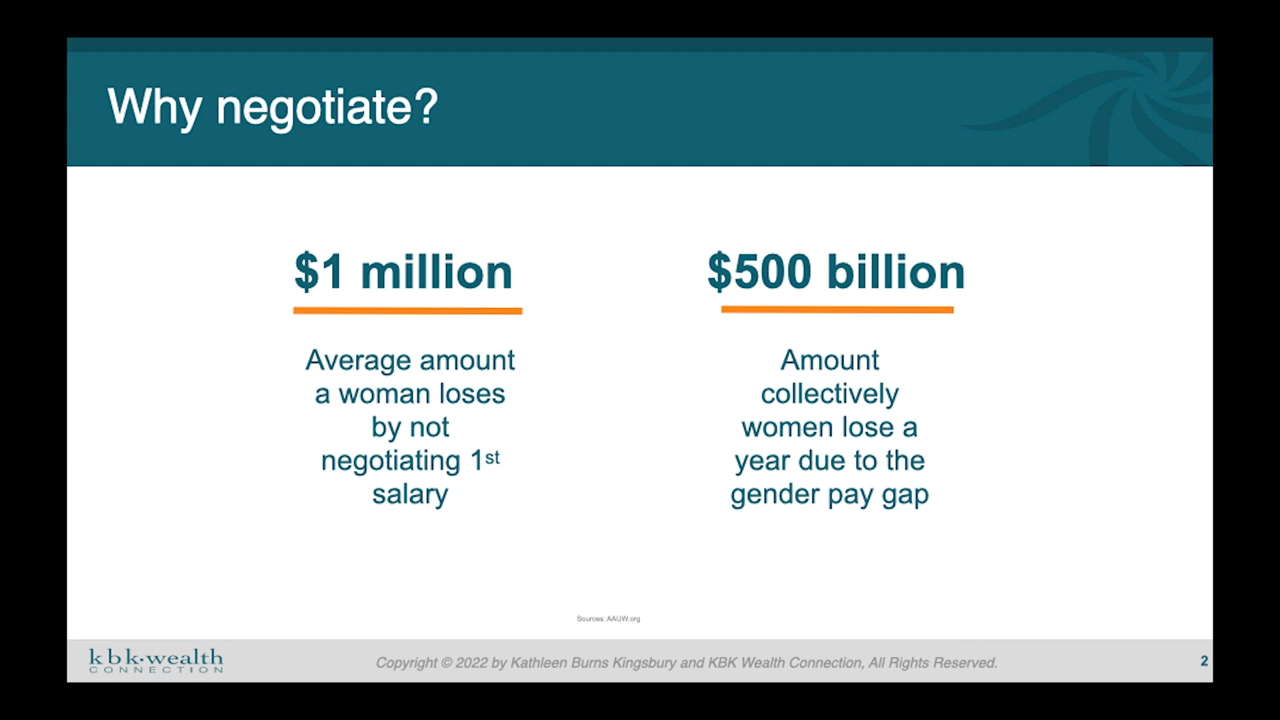 Why negotiate?
$1 million
Average amount
a woman loses
by not
negotiating 1st
salary
$500 billion
Amount
collectively
women lose a
year due to the
gender pay gap
Sources: AAUW.org
kbk·wealth
CONNECTION
Copyright © 2022 by Kathleen Burns Kingsbury and KBK Wealth Connection, All Rights Reserved.
2